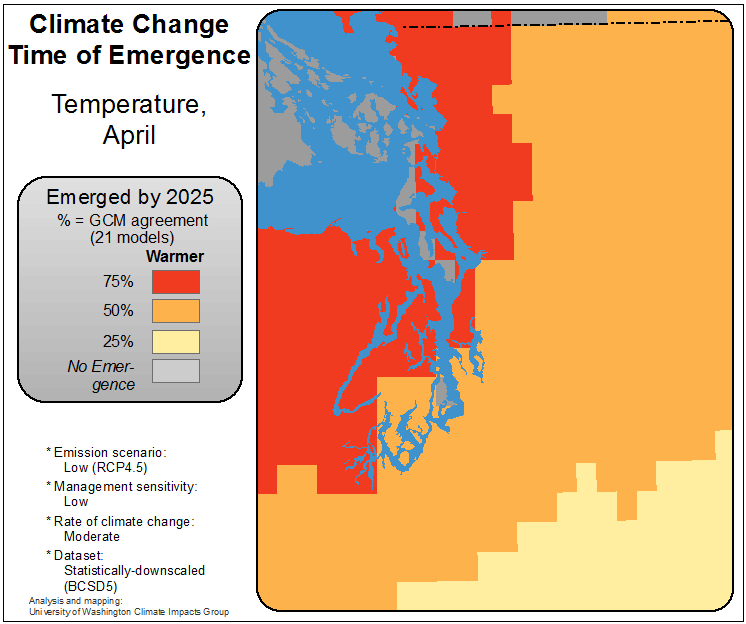 Climate Change
Time of Emergence
Temperature,
April
Emerged by 2025
% = GCM agreement
(21 models)
Warmer
75%
50%
25%
No Emer-
gence
* Emission scenario:
Low (RCP4.5)
* Management sensitivity:
Low
* Rate of climate change:
Moderate
* Dataset:
Statistically-downscaled
(BCSD5)
Analysis and mapping:
University of Washington Climate Impacts Group